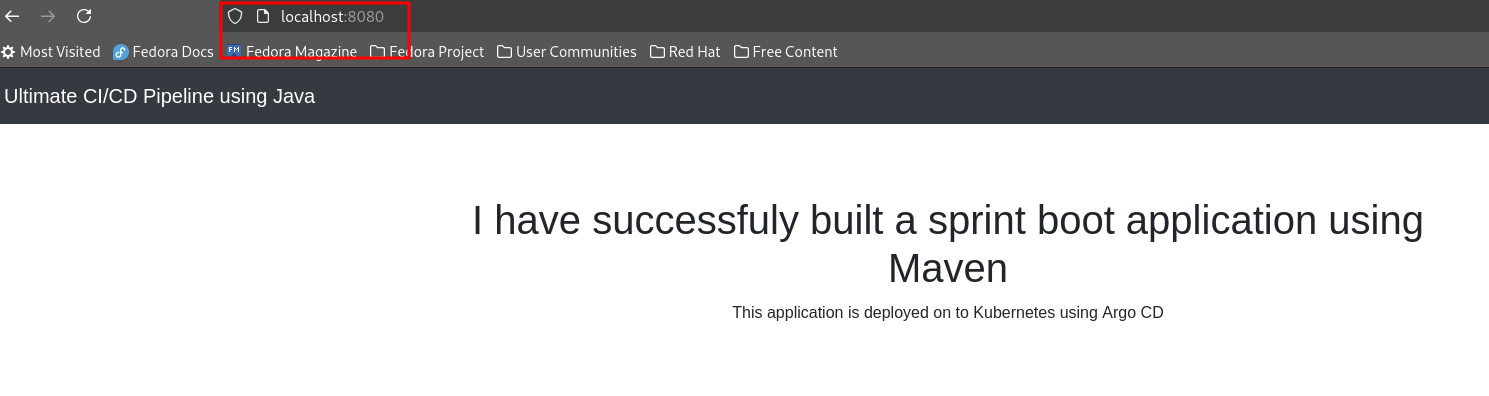 localhost:8080
Most Visited Fedora Docs FM Fedora Magazine Fedora Project User Communities Red Hat Free Content
Ultimate CI/CD Pipeline using Java
I have successfuly built a sprint boot application using
Maven
This application is deployed on to Kubernetes using Argo CD